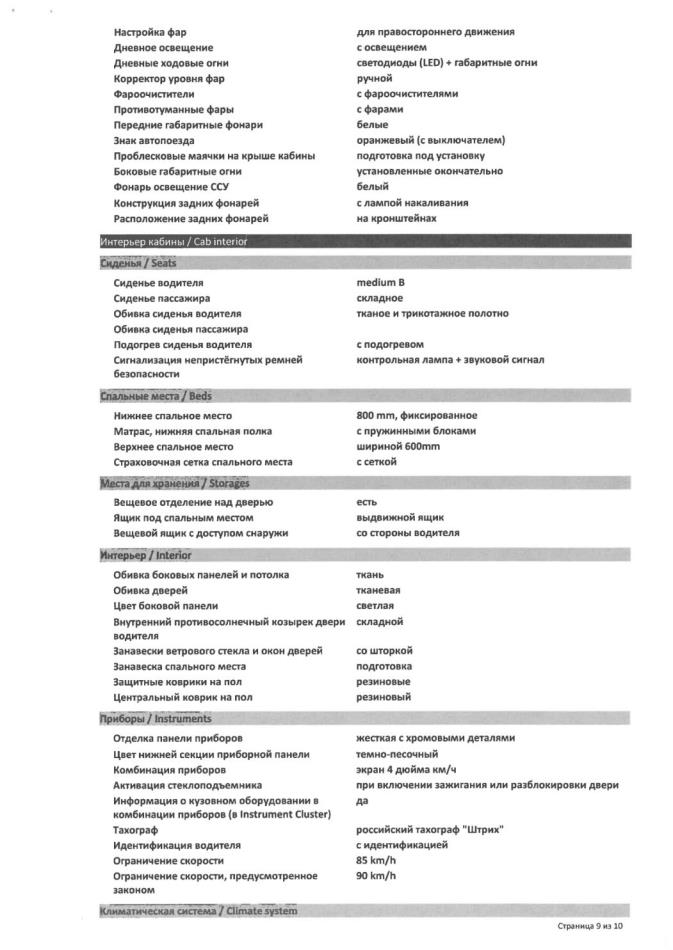 Настройка фар для правостороннего движения
Дневное освещение с освещением
Дневные ходовые огни светодиоды (LED) + габаритные огни
Корректор уровня фар ручной
Фароочистители с фароочистителями
Противотуманные фары с фарами
Передние габаритные фонари белые
Знак автопоезда оранжевый (с выключателем)
Проблесковые маячки на крыше кабины подготовка под установку
Боковые габаритные огни установленные окончательно
Фонарь освещение ССУ белый
Конструкция задних фонарей с лампой накаливания
Расположение задних фонарей на кронштейнах
Интерьер кабины / Cab interior
Сиденья / Seats
Сиденье водителя medium B
Сиденье пассажира складное
Обивка сиденья водителя тканое и трикотажное полотно
Обивка сиденья пассажира
Подогрев сиденья водителя с подогревом
Сигнализация непристёгнутых ремней контрольная лампа + звуковой сигнал
безопасности
Спальные места / Beds
Нижнее спальное место 800 mm, фиксированное
Матрас, нижняя спальная полка с пружинными блоками
Верхнее спальное место шириной 600mm
Страховочная сетка спального места с сеткой
Места для хранения / Storages
Вещевое отделение над дверью есть
Ящик под спальным местом выдвижной ящик
Вещевой ящик с доступом снаружи со стороны водителя
Интерьер / Interior
Обивка боковых панелей и потолка ткань
Обивка дверей тканевая
Цвет боковой панели светлая
Внутренний противосолнечный козырек двери складной
водителя
Занавески ветрового стекла и окон дверей со шторкой
Занавеска спального места подготовка
Защитные коврики на пол резиновые
Центральный коврик на пол резиновый
Приборы / Instruments
Отделка панели приборов жесткая с хромовыми деталями
Цвет нижней секции приборной панели темно-песочный
Комбинация приборов экран 4 дюйма км/ч
Активация стеклоподъемника при включении зажигания или разблокировки двери
Информация о кузовном оборудовании в да
комбинации приборов (в Instrument Cluster)
Тахограф российский тахограф "Штрих"
Идентификация водителя с идентификацией
Ограничение скорости 85 km/h
Ограничение скорости, предусмотренное 90 km/h
законом
Климатическая система / Climate system
Страница 9 из 10